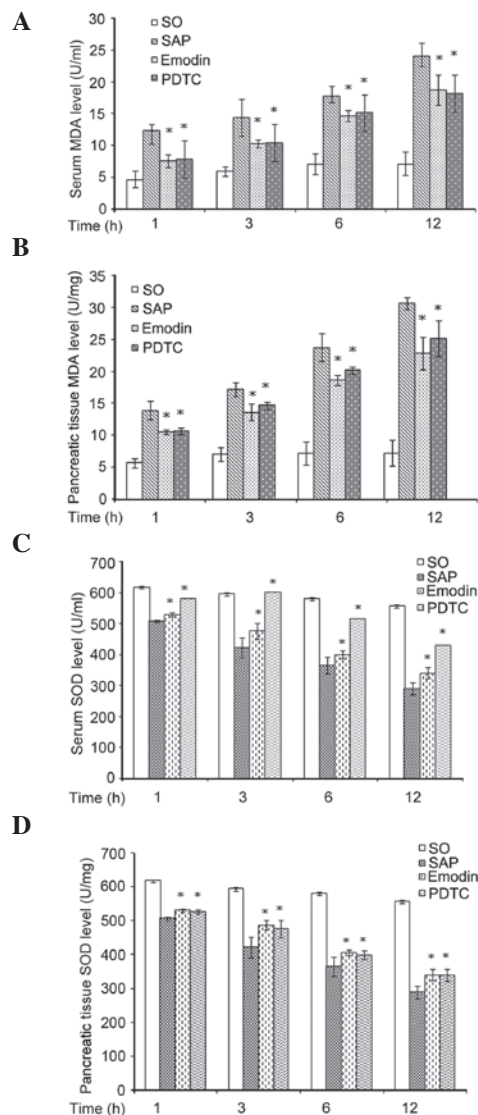 A
30
25
20
15
10
5
0
Serum MDA level (U/ml)
SO
SAP
Emodin
PDTC
* *
* *
* *
* *
Time (h) 1 3 6 12
B
35
30
25
20
15
10
5
0
Pancreatic tissue MDA level (U/mg)
SO
SAP
Emodin
PDTC
* *
* *
* *
* *
Time (h) 1 3 6 12
C
700
600
500
400
300
200
100
0
Serum SOD level (U/ml)
SO
SAP
Emodin
PDTC
* *
* *
* *
* *
Time (h) 1 3 6 12
D
700
600
500
400
300
200
100
0
Pancreatic tissue SOD level (U/mg)
SO
SAP
Emodin
PDTC
* *
* *
* *
* *
Time (h) 1 3 6 12